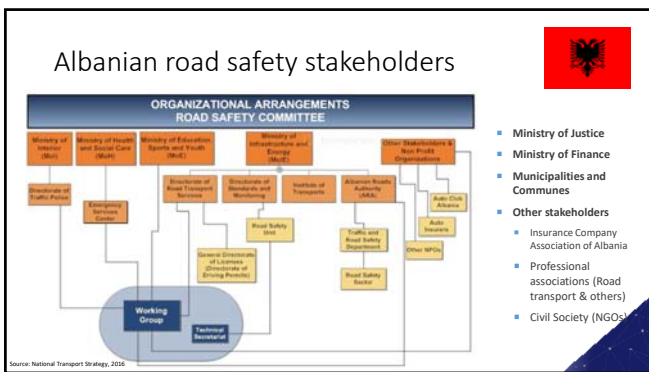 Albanian road safety stakeholders
ORGANIZATIONAL ARRANGEMENTS
ROAD SAFETY COMMITTEE
Ministry of
Interior (MoI)
Ministry of Health
and Social Care (MoH)
Ministry of Education,
Sports and Youth (MoE)
Ministry of
Infrastructure and
Energy
(MoIE)
Other Stakeholders &
Non Profit
Organizations
Directorate of
Traffic Police
Emergency
Services
Center
Directorate of
Road Transport
Services
Directorate of
Standards and
Monitoring
Institute of
Transports
Albanian Roads
Authority
(ARA)
Auto Club
Albania
Auto
Insurers
Other NPOs
Road Safety
Unit
Traffic and
Road Safety
Department
General Directorate
of Licenses
(Directorate of
Driving Permits)
Road Safety
Sector
Working
Group
Technical
Secretariat
Ministry of Justice
Ministry of Finance
Municipalities and
Communes
Other stakeholders
Insurance Company
Association of Albania
Professional
associations (Road
transport & others)
Civil Society (NGOs)
Source: National Transport Strategy, 2016